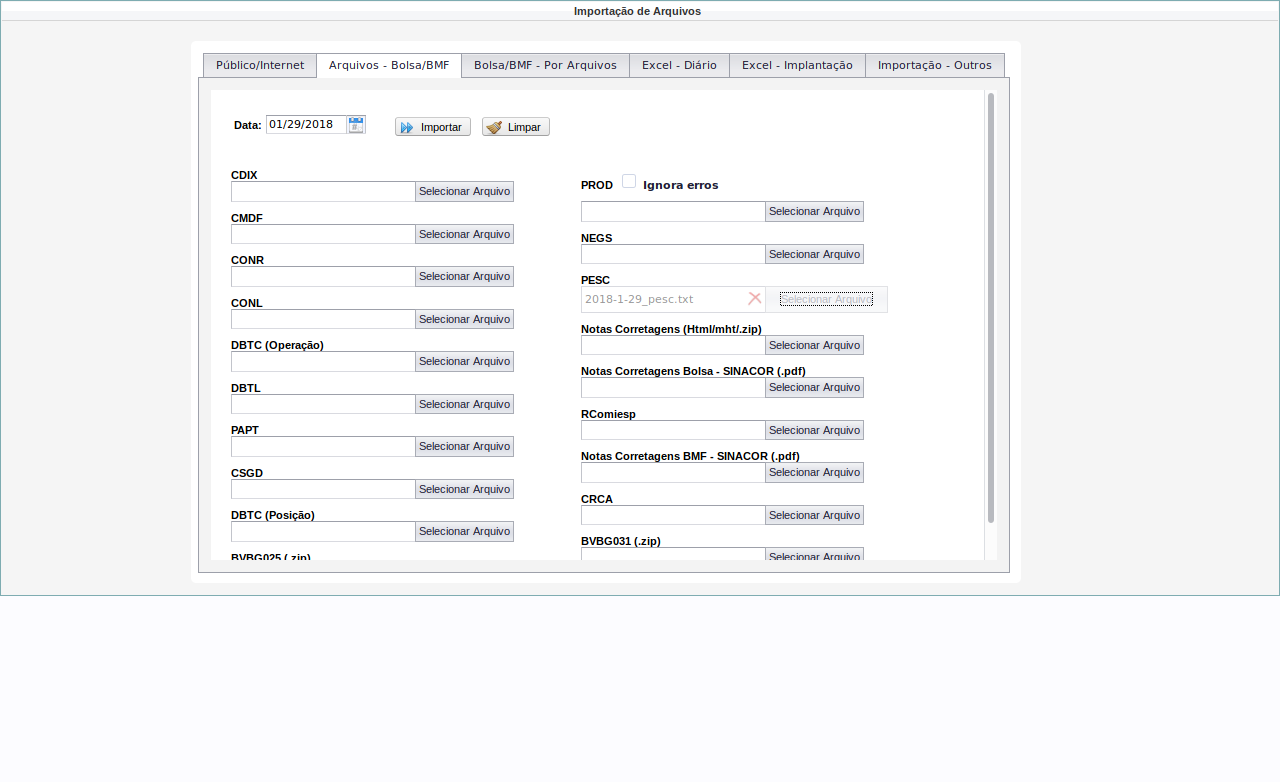 Importação de Arquivos
Público/Internet Arquivos - Bolsa/BMF Bolsa/BMF - Por Arquivos Excel - Diário Excel - Implantação Importação - Outros
Data: 01/29/2018 Importar Limpar
CDIX
Selecionar Arquivo
CMDF
Selecionar Arquivo
CONR
Selecionar Arquivo
CONL
Selecionar Arquivo
DBTC (Operação)
Selecionar Arquivo
DBTL
Selecionar Arquivo
PAPT
Selecionar Arquivo
CSGD
Selecionar Arquivo
DBTC (Posição)
Selecionar Arquivo
BVBG025 (.zip)
PROD Ignora erros
Selecionar Arquivo
NEGS
Selecionar Arquivo
PESC
2018-1-29_pesc.txt Selecionar Arquivo
Notas Corretagens (Html/mht/.zip)
Selecionar Arquivo
Notas Corretagens Bolsa - SINACOR (.pdf)
Selecionar Arquivo
RComiesp
Selecionar Arquivo
Notas Corretagens BMF - SINACOR (.pdf)
Selecionar Arquivo
CRCA
Selecionar Arquivo
BVBG031 (.zip)
Selecionar Arquivo